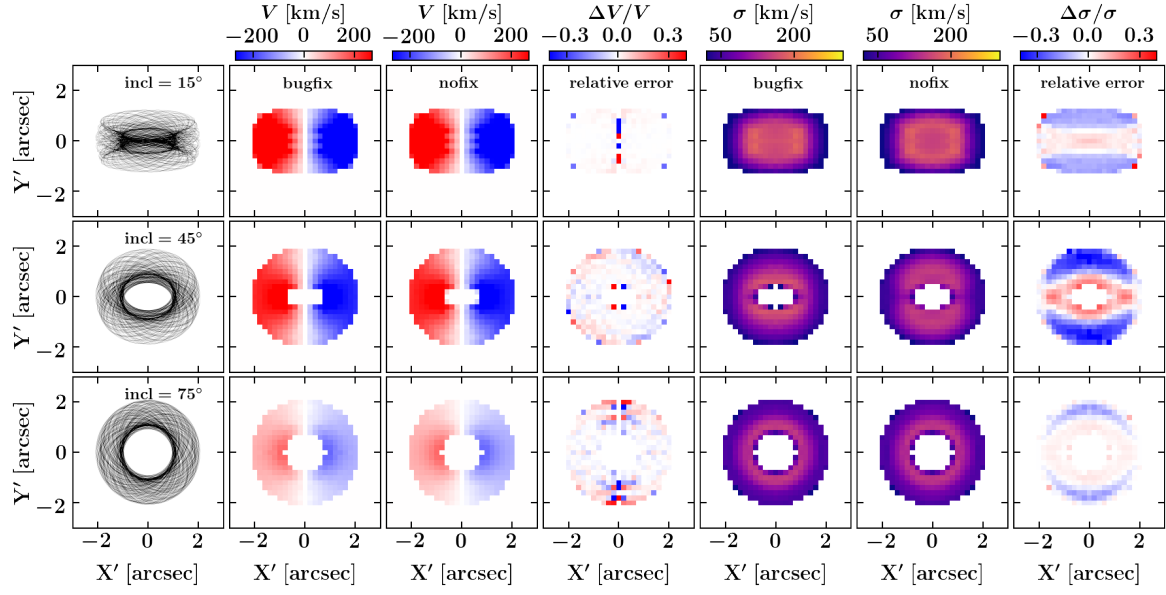 V [km/s] V [km/s] ΔV/V σ [km/s] σ [km/s] Δσ/σ
−200 0 200 −200 0 200 −0.3 0.0 0.3 50 200 50 200 −0.3 0.0 0.3
incl = 15° bugfix nofix relative error bugfix nofix relative error
2
0
−2
Y′ [arcsec]
incl = 45°
2
0
−2
Y′ [arcsec]
incl = 75°
2
0
−2
Y′ [arcsec]
−2 0 2 −2 0 2 −2 0 2 −2 0 2 −2 0 2 −2 0 2 −2 0 2
X′ [arcsec] X′ [arcsec] X′ [arcsec] X′ [arcsec] X′ [arcsec] X′ [arcsec] X′ [arcsec]